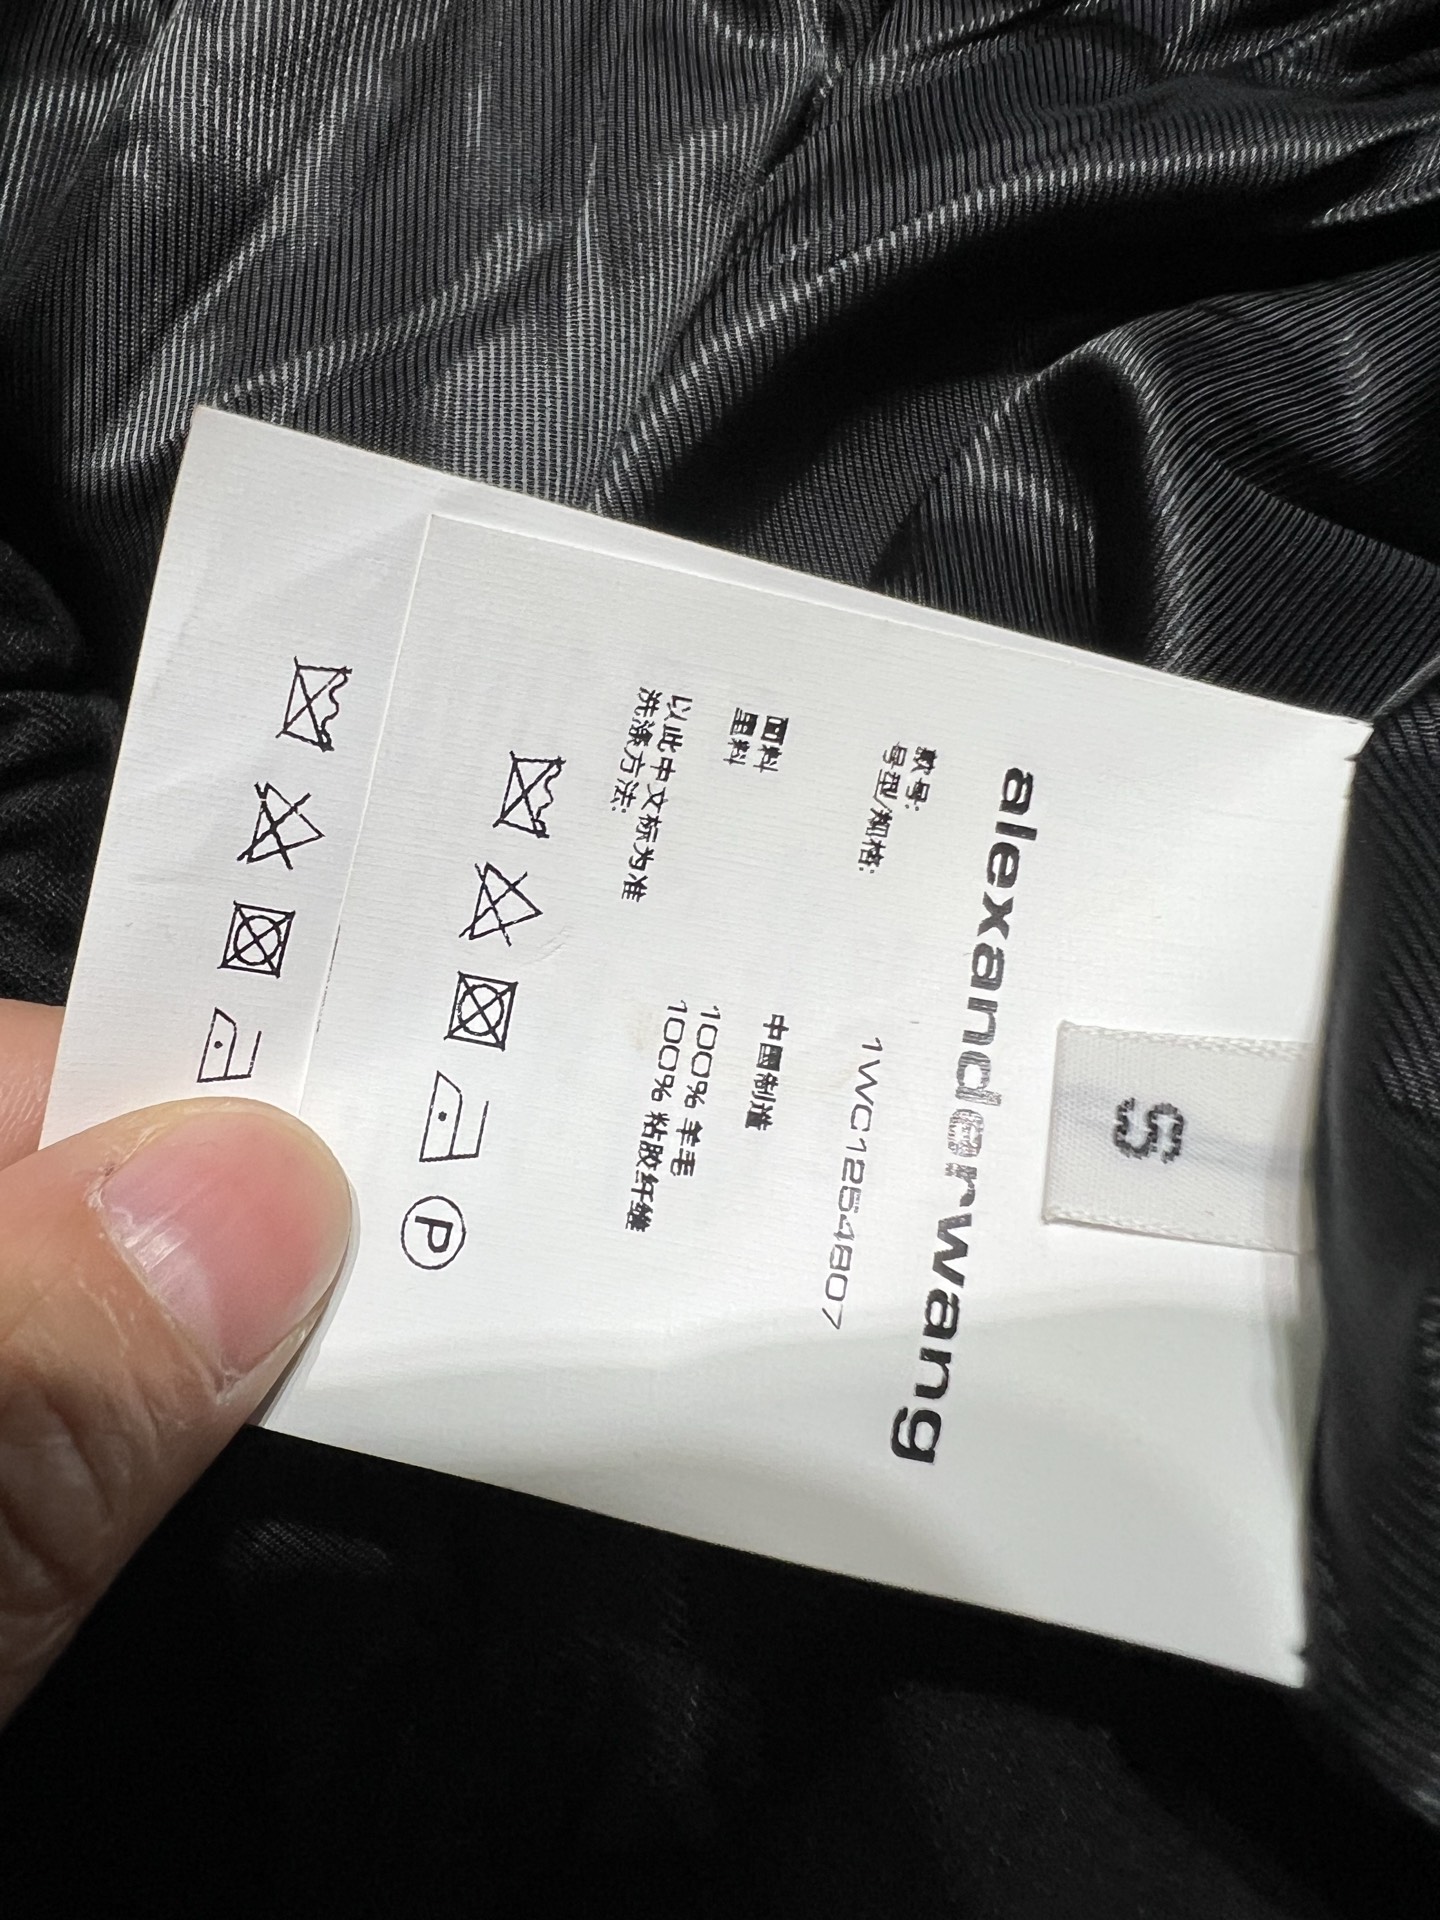 S
alexanderwang
款号: 1WC1254807
号型/规格:
中国制造
面料 100% 羊毛
里料 100% 粘胶纤维
以此中文标为准
洗涤方法:
P